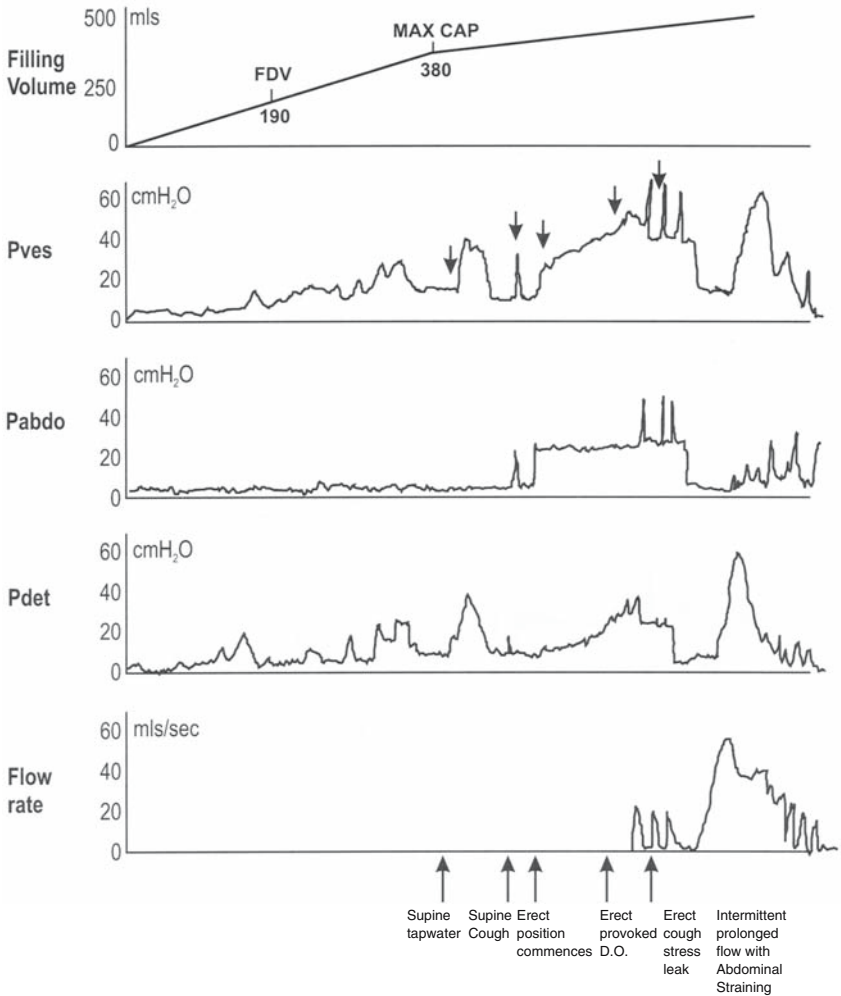 500 mls
MAX CAP
Filling
Volume
FDV
250
380
190
0
cmH₂O
60
40
Pves
20
0
cmH₂O
60
40
Pabdo
20
0
cmH₂O
60
40
Pdet
20
0
mls/sec
60
40
Flow
rate
20
0
Supine
tapwater
Supine
Cough
Erect
position
commences
Erect
provoked
D.O.
Erect
cough
stress
leak
Intermittent
prolonged
flow with
Abdominal
Straining